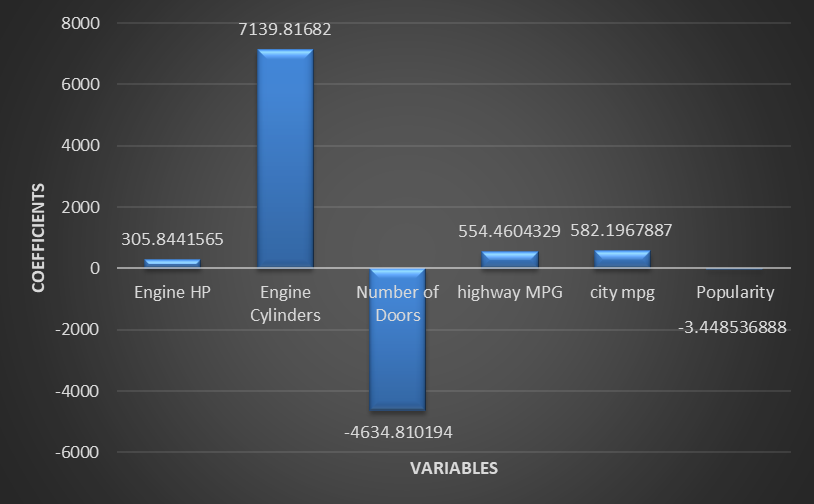 8000
7139.81682
6000
4000
2000
305.8441565
554.4604329
582.1967887
0
Engine HP
Engine
Cylinders
Number of
Doors
highway MPG
city mpg
Popularity
-2000
-3.448536888
-4000
-4634.810194
-6000
COEFFICIENTS
VARIABLES